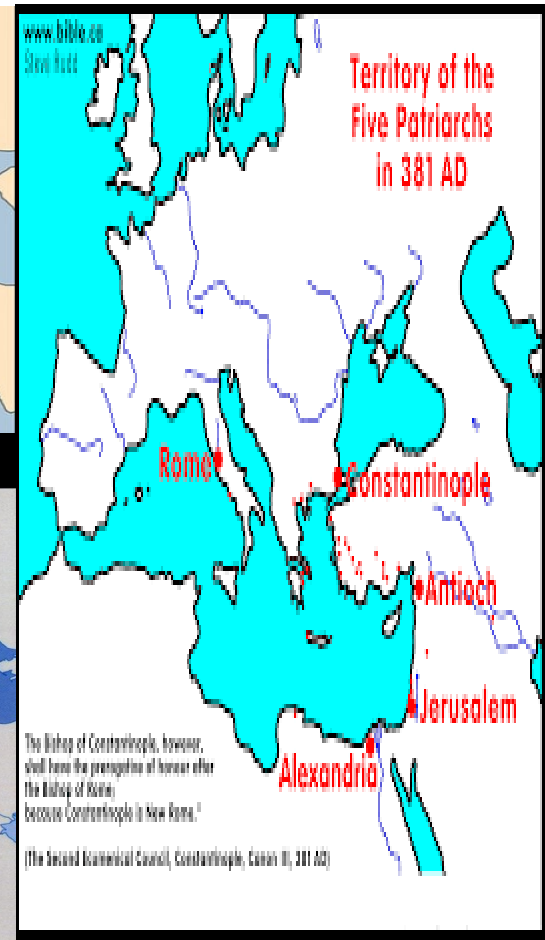 www.bible.ca
Steve Rudd
Territory of the
Five Patriarchs
in 381 AD
Rome
Constantinople
Antioch
Jerusalem
Alexandria
The Bishop of Constantinople, however,
shall have the prerogative of honour after
the Bishop of Rome;
because Constantinople is New Rome."
(The Second Ecumenical Council, Constantinople, Canon III, 381 AD)